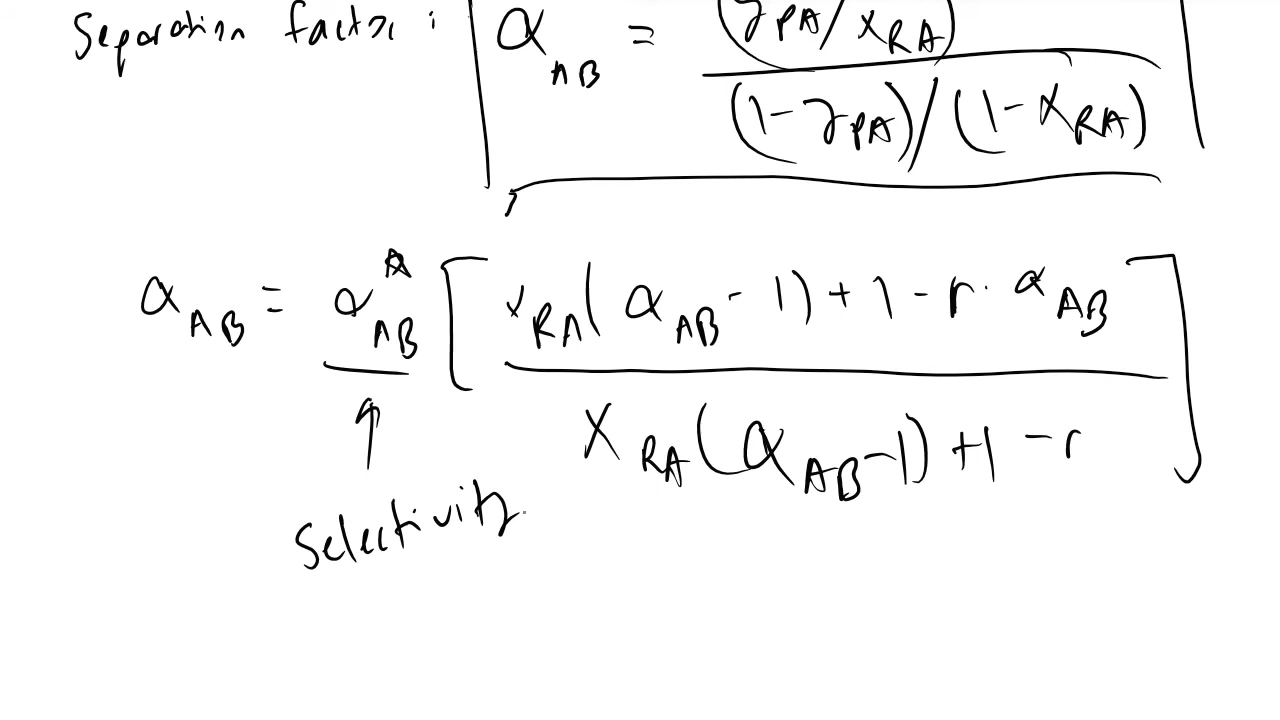 Separation factor : α_AB = (y_PA / x_RA) / ((1 - y_PA) / (1 - x_RA))
α_AB = α*_AB [ (x_RA (α_AB - 1) + 1 - r · α_AB) / (x_RA (α_AB - 1) + 1 - r) ]
↑
Selectivity.